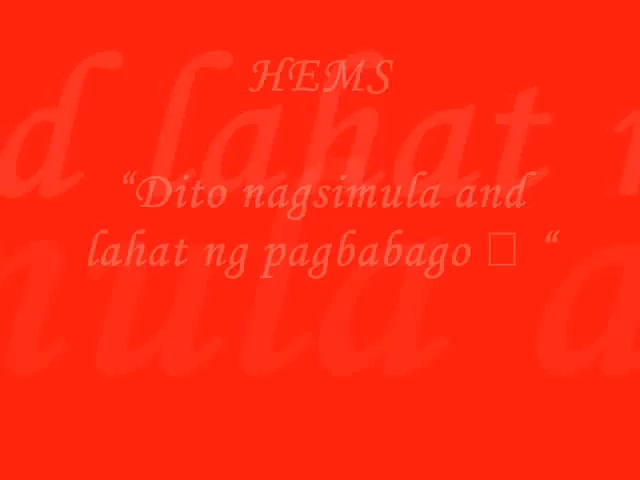 HEMS
“Dito nagsimula and
lahat ng pagbabago □ “